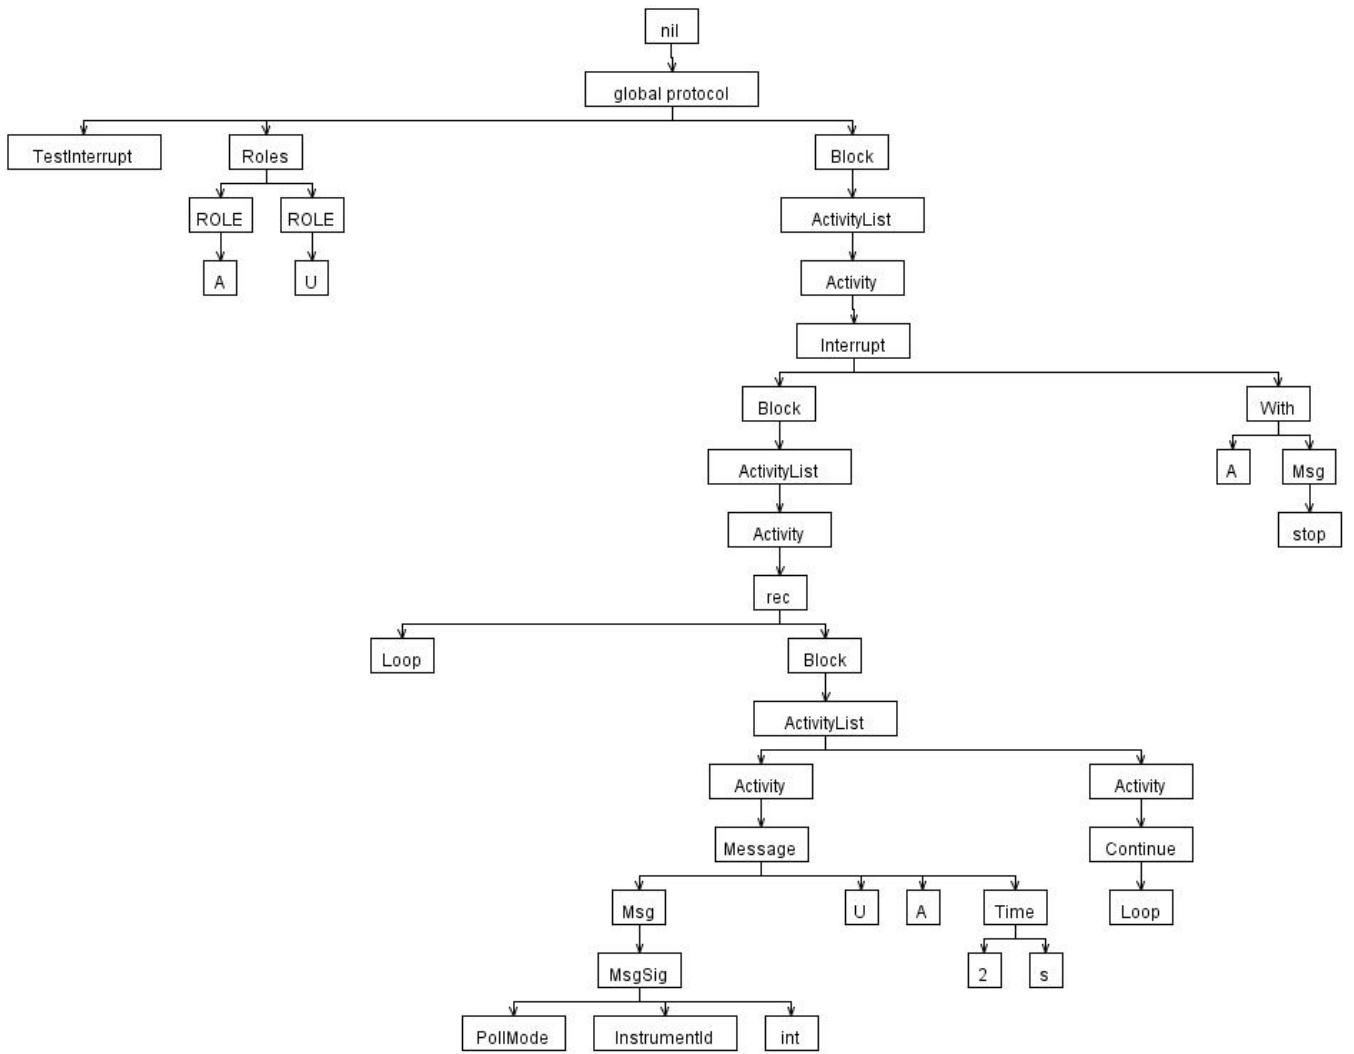 nil
global protocol
TestInterrupt Roles Block
ROLE ROLE ActivityList
A U Activity
Interrupt
Block With
ActivityList A Msg
Activity stop
rec
Loop Block
ActivityList
Activity Activity
Message Continue
Msg U A Time Loop
MsgSig 2 s
PollMode InstrumentId int